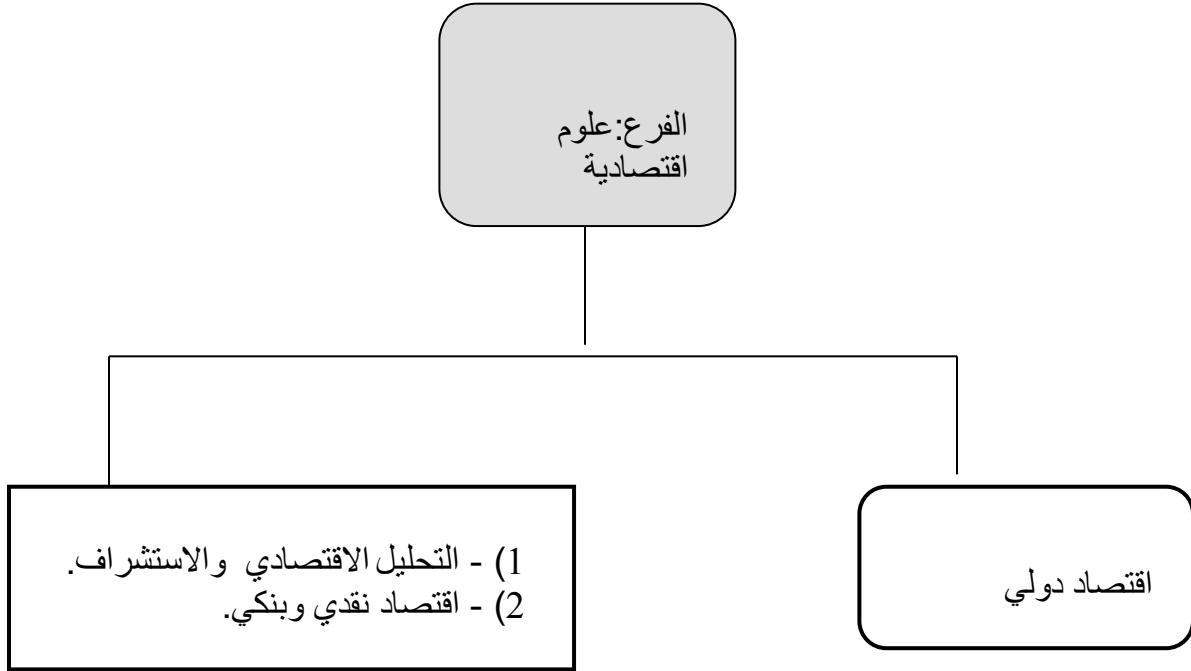 الفرع:علوم
اقتصادية
اقتصاد دولي
1) - التحليل الاقتصادي والاستشراف.
2) - اقتصاد نقدي وبنكي.